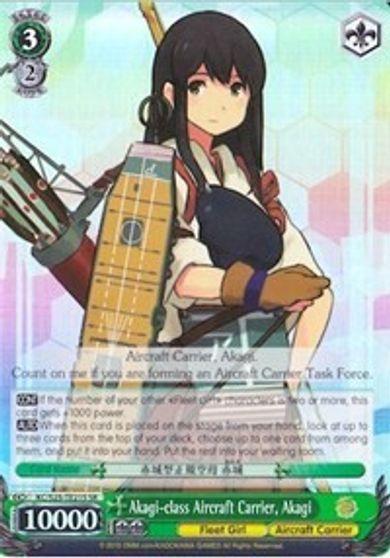 3
2
Aircraft Carrier, Akagi.
Count on me if you are forming an Aircraft Carrier Task Force.
CONT If the number of your other «Fleet Girl» characters is two or more, this
card gets +1000 power.
AUTO When this card is placed on the stage from your hand, look at up to
three cards from the top of your deck, choose up to one card from among
them, and put it into your hand. Put the rest into your waiting room.
Card Name
赤城型正規空母 赤城
10000
Akagi-class Aircraft Carrier, Akagi
Fleet Girl
Aircraft Carrier